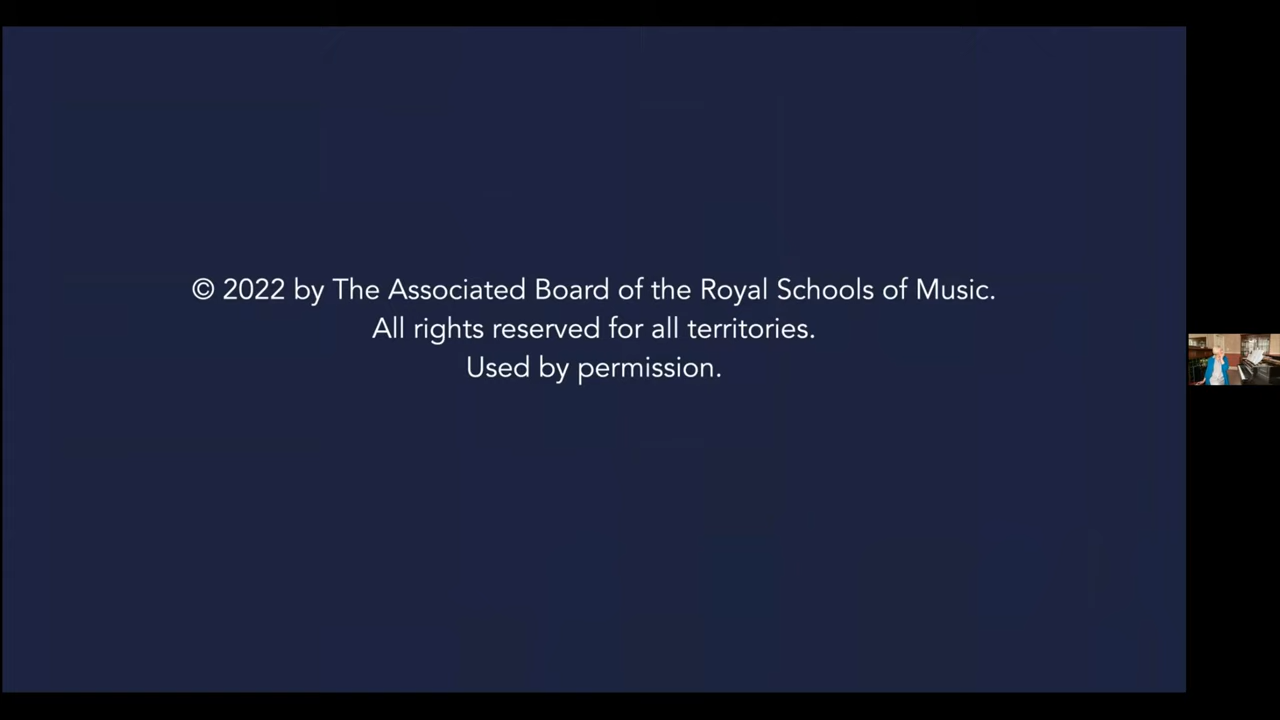 © 2022 by The Associated Board of the Royal Schools of Music.
All rights reserved for all territories.
Used by permission.